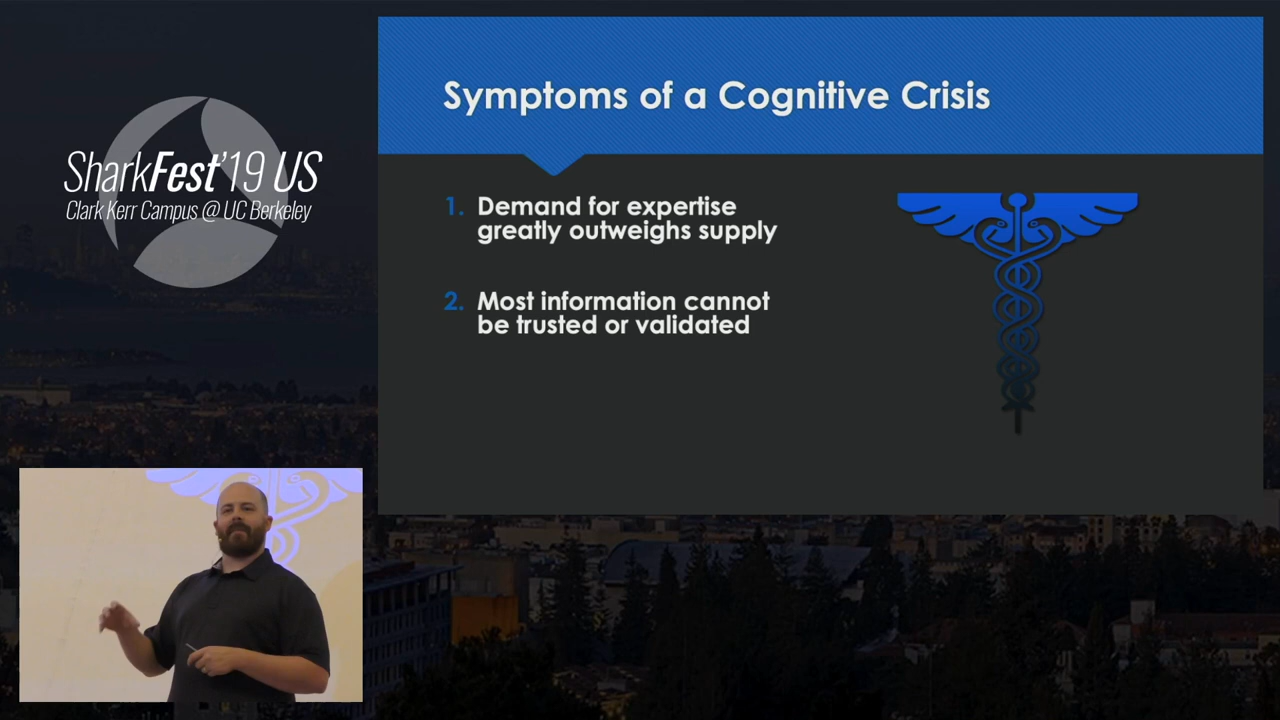 SharkFest'19 US
Clark Kerr Campus @ UC Berkeley
Symptoms of a Cognitive Crisis
1. Demand for expertise
greatly outweighs supply
2. Most information cannot
be trusted or validated